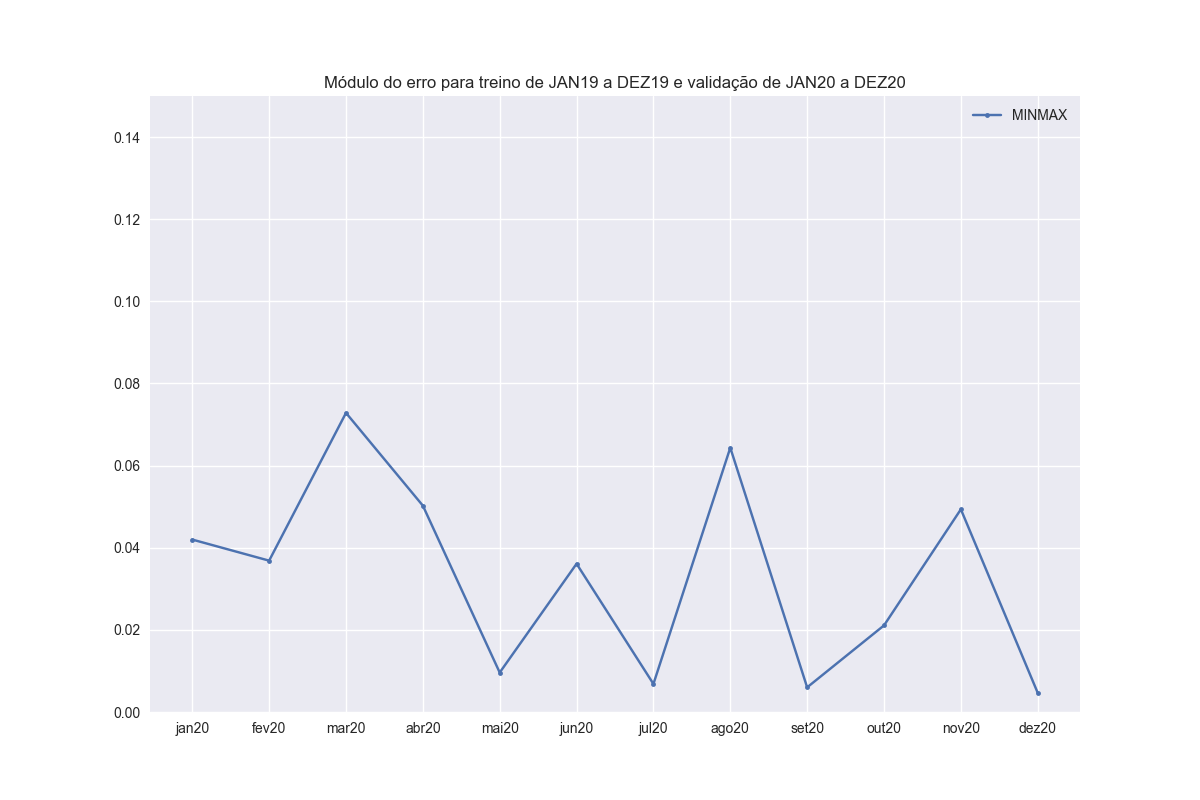 Módulo do erro para treino de JAN19 a DEZ19 e validação de JAN20 a DEZ20
MINMAX
0.14
0.12
0.10
0.08
0.06
0.04
0.02
0.00
jan20 fev20 mar20 abr20 mai20 jun20 jul20 ago20 set20 out20 nov20 dez20